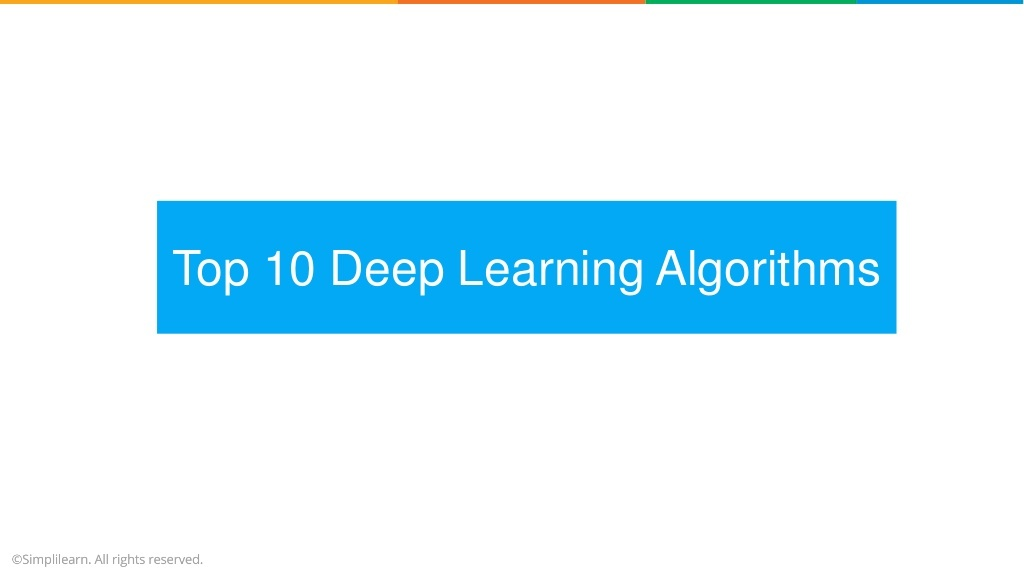 Top 10 Deep Learning Algorithms
©Simplilearn. All rights reserved.